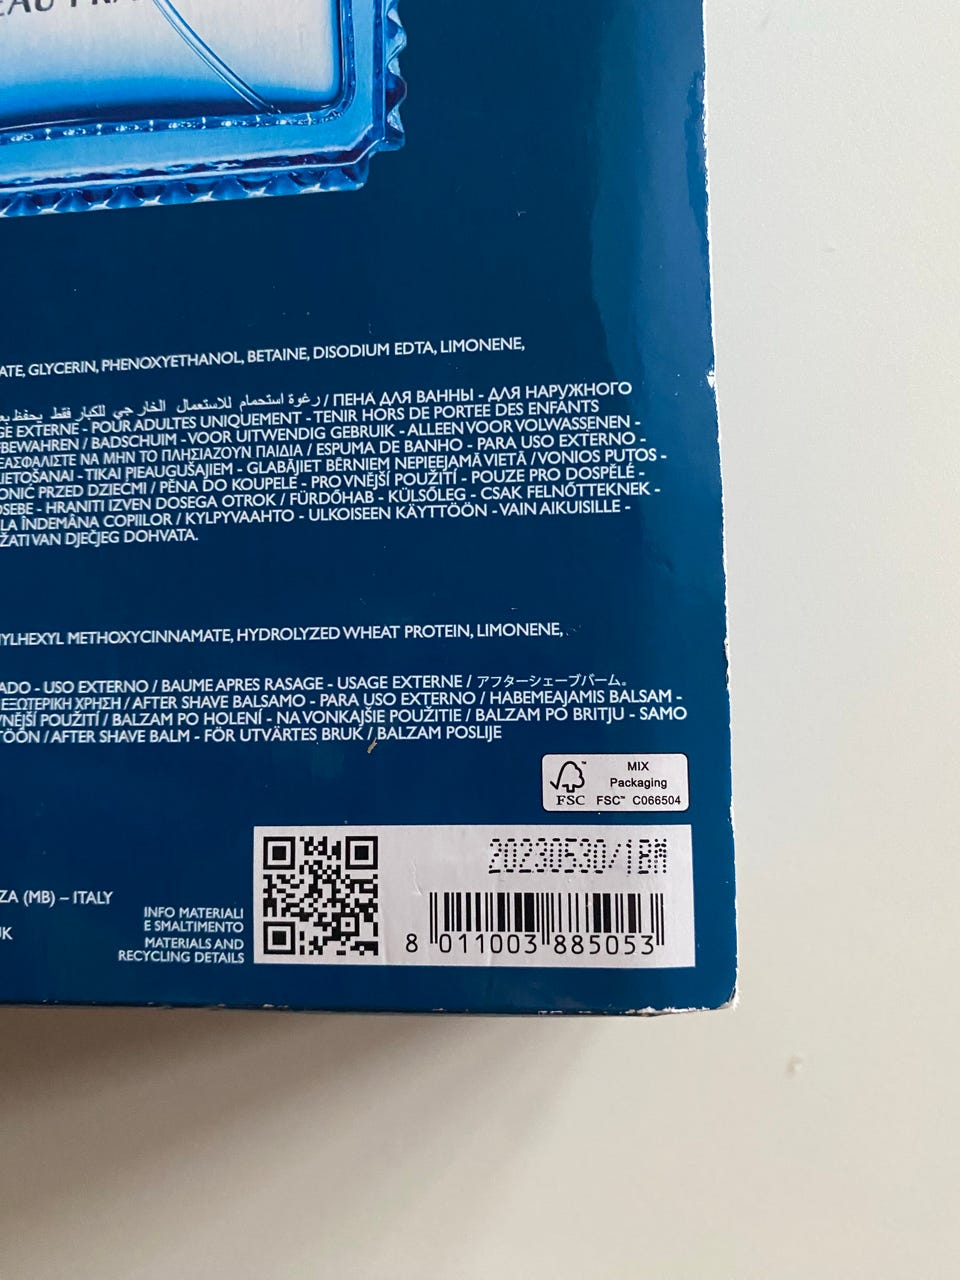 EAU FRA
ATE, GLYCERIN, PHENOXYETHANOL, BETAINE, DISODIUM EDTA, LIMONENE,
رغوة استحمام للاستعمال الخارجي للكبار فقط يحفظ / ПЕНА ДЛЯ ВАННЫ - ДЛЯ НАРУЖНОГО
GE EXTERNE - POUR ADULTES UNIQUEMENT - TENIR HORS DE PORTEE DES ENFANTS
FBEWAHREN / BADSCHUIM - VOOR UITWENDIG GEBRUIK - ALLEEN VOOR VOLWASSENEN -
ΕΑΣΦΑΛΙΣΤΕ ΝΑ ΜΗΝ ΤΟ ΠΛΗΣΙΑΖΟΥΝ ΠΑΙΔΙΑ / ESPUMA DE BANHO - PARA USO EXTERNO -
LIETOŠANAI - TIKAI PIEAUGUŠAJIEM - GLABĀJIET BĒRNIEM NEPIEEJAMĀ VIETĀ / VONIOS PUTOS -
ONIĆ PRZED DZIEĆMI / PĚNA DO KOUPELE - PRO VNĚJŠÍ POUŽITÍ - POUZE PRO DOSPĚLÉ -
OSEBE - HRANITI IZVEN DOSEGA OTROK / FÜRDŐHAB - KÜLSŐLEG - CSAK FELNŐTTEKNEK -
LA ÎNDEMÂNA COPIILOR / KYLPYVAAHTO - ULKOISEEN KÄYTTÖÖN - VAIN AIKUISILLE -
ŽATI VAN DJEČJEG DOHVATA.
HYLHEXYL METHOXYCINNAMATE, HYDROLYZED WHEAT PROTEIN, LIMONENE,
ADO - USO EXTERNO / BAUME APRES RASAGE - USAGE EXTERNE / アフターシェーブバーム。
ΕΞΩΤΕΡΙΚΗ ΧΡΗΣΗ / AFTER SHAVE BALSAMO - PARA USO EXTERNO / HABEMEAJAMIS BALSAM -
VNĚJŠÍ POUŽITÍ / BALZAM PO HOLENÍ - NA VONKAJŠIE POUŽITIE / BALZAM PO BRITJU - SAMO
TÖÖN / AFTER SHAVE BALM - FÖR UTVÄRTES BRUK / BALZAM POSLIJE
MIX
Packaging
FSC FSC™ C066504
20230530/1BM
ZA (MB) – ITALY
UK
INFO MATERIALI
E SMALTIMENTO
MATERIALS AND
RECYCLING DETAILS
8 011003 885053